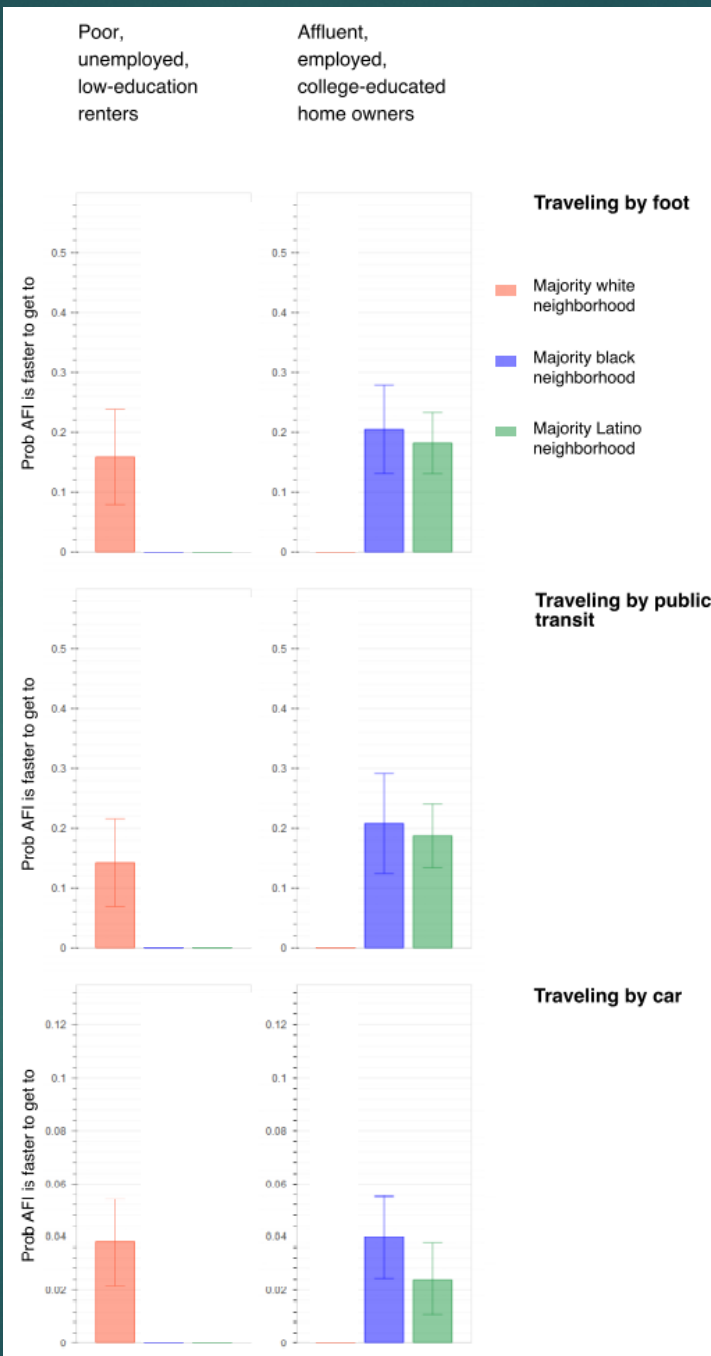 Poor,
unemployed,
low-education
renters
Affluent,
employed,
college-educated
home owners
Traveling by foot
Prob AFI is faster to get to
0.5
0.4
0.3
0.2
0.1
0
0.5
0.4
0.3
0.2
0.1
0
Majority white
neighborhood
Majority black
neighborhood
Majority Latino
neighborhood
Traveling by public
transit
Prob AFI is faster to get to
0.5
0.4
0.3
0.2
0.1
0
0.5
0.4
0.3
0.2
0.1
0
Traveling by car
Prob AFI is faster to get to
0.12
0.1
0.08
0.06
0.04
0.02
0
0.12
0.1
0.08
0.06
0.04
0.02
0